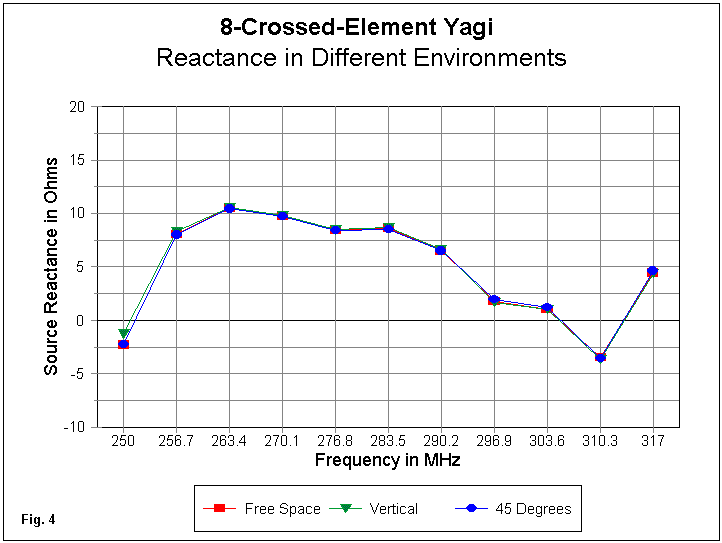 8-Crossed-Element Yagi
Reactance in Different Environments
Source Reactance in Ohms
20
15
10
5
0
-5
-10
250 256.7 263.4 270.1 276.8 283.5 290.2 296.9 303.6 310.3 317
Frequency in MHz
Free Space Vertical 45 Degrees
Fig. 4